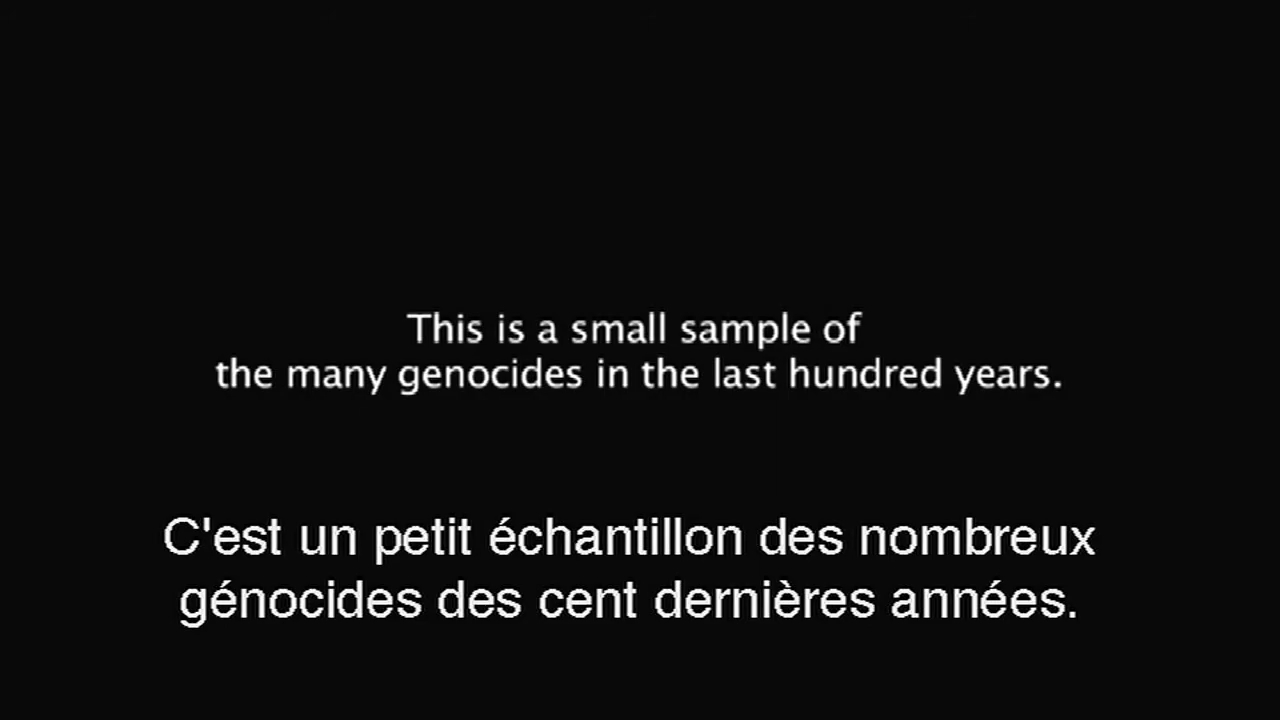 This is a small sample of
the many genocides in the last hundred years.
C'est un petit échantillon des nombreux
génocides des cent dernières années.